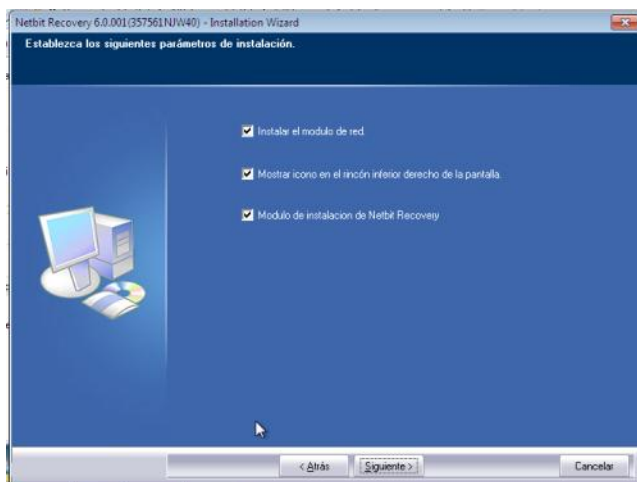 Netbit Recovery 6.0.001(357561NJW40) - Installation Wizard
Establezca los siguientes parámetros de instalación.
Instalar el modulo de red.
Mostrar icono en el rincón inferior derecho de la pantalla.
Modulo de instalacion de Netbit Recovery
< Atrás
Siguiente >
Cancelar